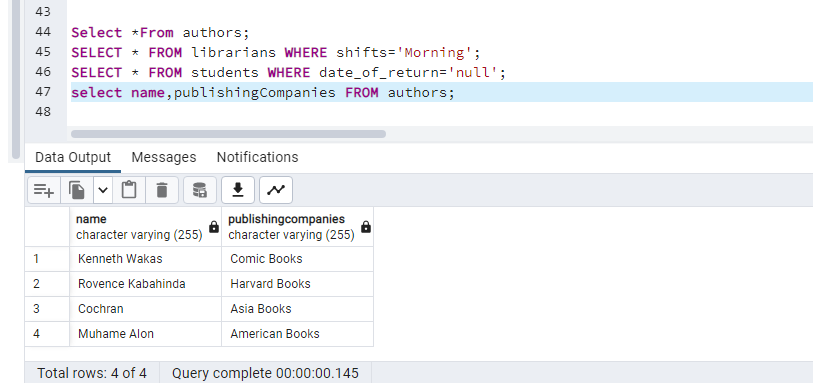 43
44 Select *From authors;
45 SELECT * FROM librarians WHERE shifts='Morning';
46 SELECT * FROM students WHERE date_of_return='null';
47 select name,publishingCompanies FROM authors;
48
Data Output Messages Notifications
name publishingcompanies
character varying (255) character varying (255)
1 Kenneth Wakas Comic Books
2 Rovence Kabahinda Harvard Books
3 Cochran Asia Books
4 Muhame Alon American Books
Total rows: 4 of 4 Query complete 00:00:00.145